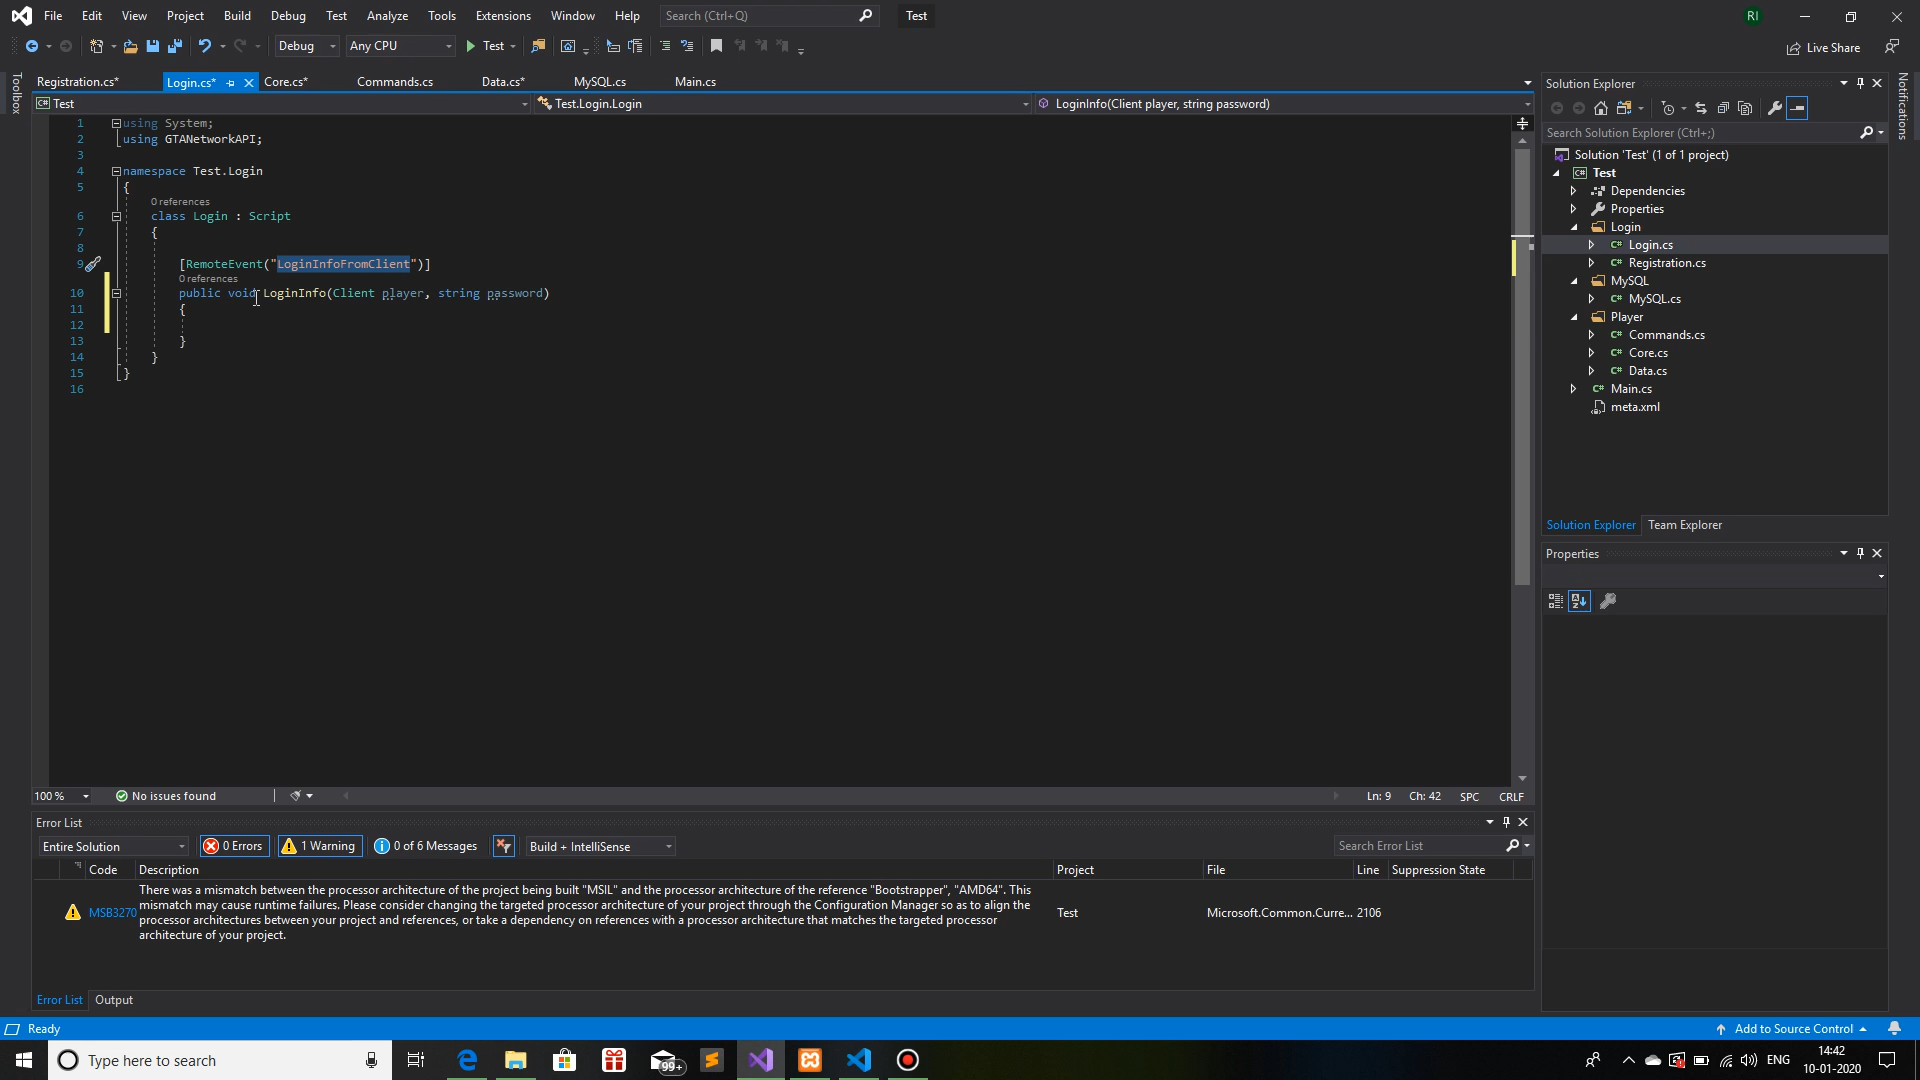 File Edit View Project Build Debug Test Analyze Tools Extensions Window Help Search (Ctrl+Q) Test RI
Debug Any CPU Test Live Share
Toolbox
Registration.cs* Login.cs* Core.cs* Commands.cs Data.cs* MySQL.cs Main.cs
C# Test Test.Login.Login LoginInfo(Client player, string password)
1 using System;
2 using GTANetworkAPI;
3
4 namespace Test.Login
5 {
0 references
6 class Login : Script
7 {
8
9 [RemoteEvent("LoginInfoFromClient")]
0 references
10 public void LoginInfo(Client player, string password)
11 {
12
13 }
14 }
15 }
16
100 % No issues found Ln: 9 Ch: 42 SPC CRLF
Error List
Entire Solution 0 Errors 1 Warning 0 of 6 Messages Build + IntelliSense Search Error List
Code Description Project File Line Suppression State
MSB3270 There was a mismatch between the processor architecture of the project being built "MSIL" and the processor architecture of the reference "Bootstrapper", "AMD64". This
mismatch may cause runtime failures. Please consider changing the targeted processor architecture of your project through the Configuration Manager so as to align the
processor architectures between your project and references, or take a dependency on references with a processor architecture that matches the targeted processor
architecture of your project.
Test Microsoft.Common.Curre... 2106
Error List Output
Solution Explorer
Search Solution Explorer (Ctrl+;)
Solution 'Test' (1 of 1 project)
C# Test
Dependencies
Properties
Login
C# Login.cs
C# Registration.cs
MySQL
C# MySQL.cs
Player
C# Commands.cs
C# Core.cs
C# Data.cs
C# Main.cs
meta.xml
Solution Explorer Team Explorer
Properties
Notifications
Ready Add to Source Control
Type here to search 99+ ENG 14:42
10-01-2020